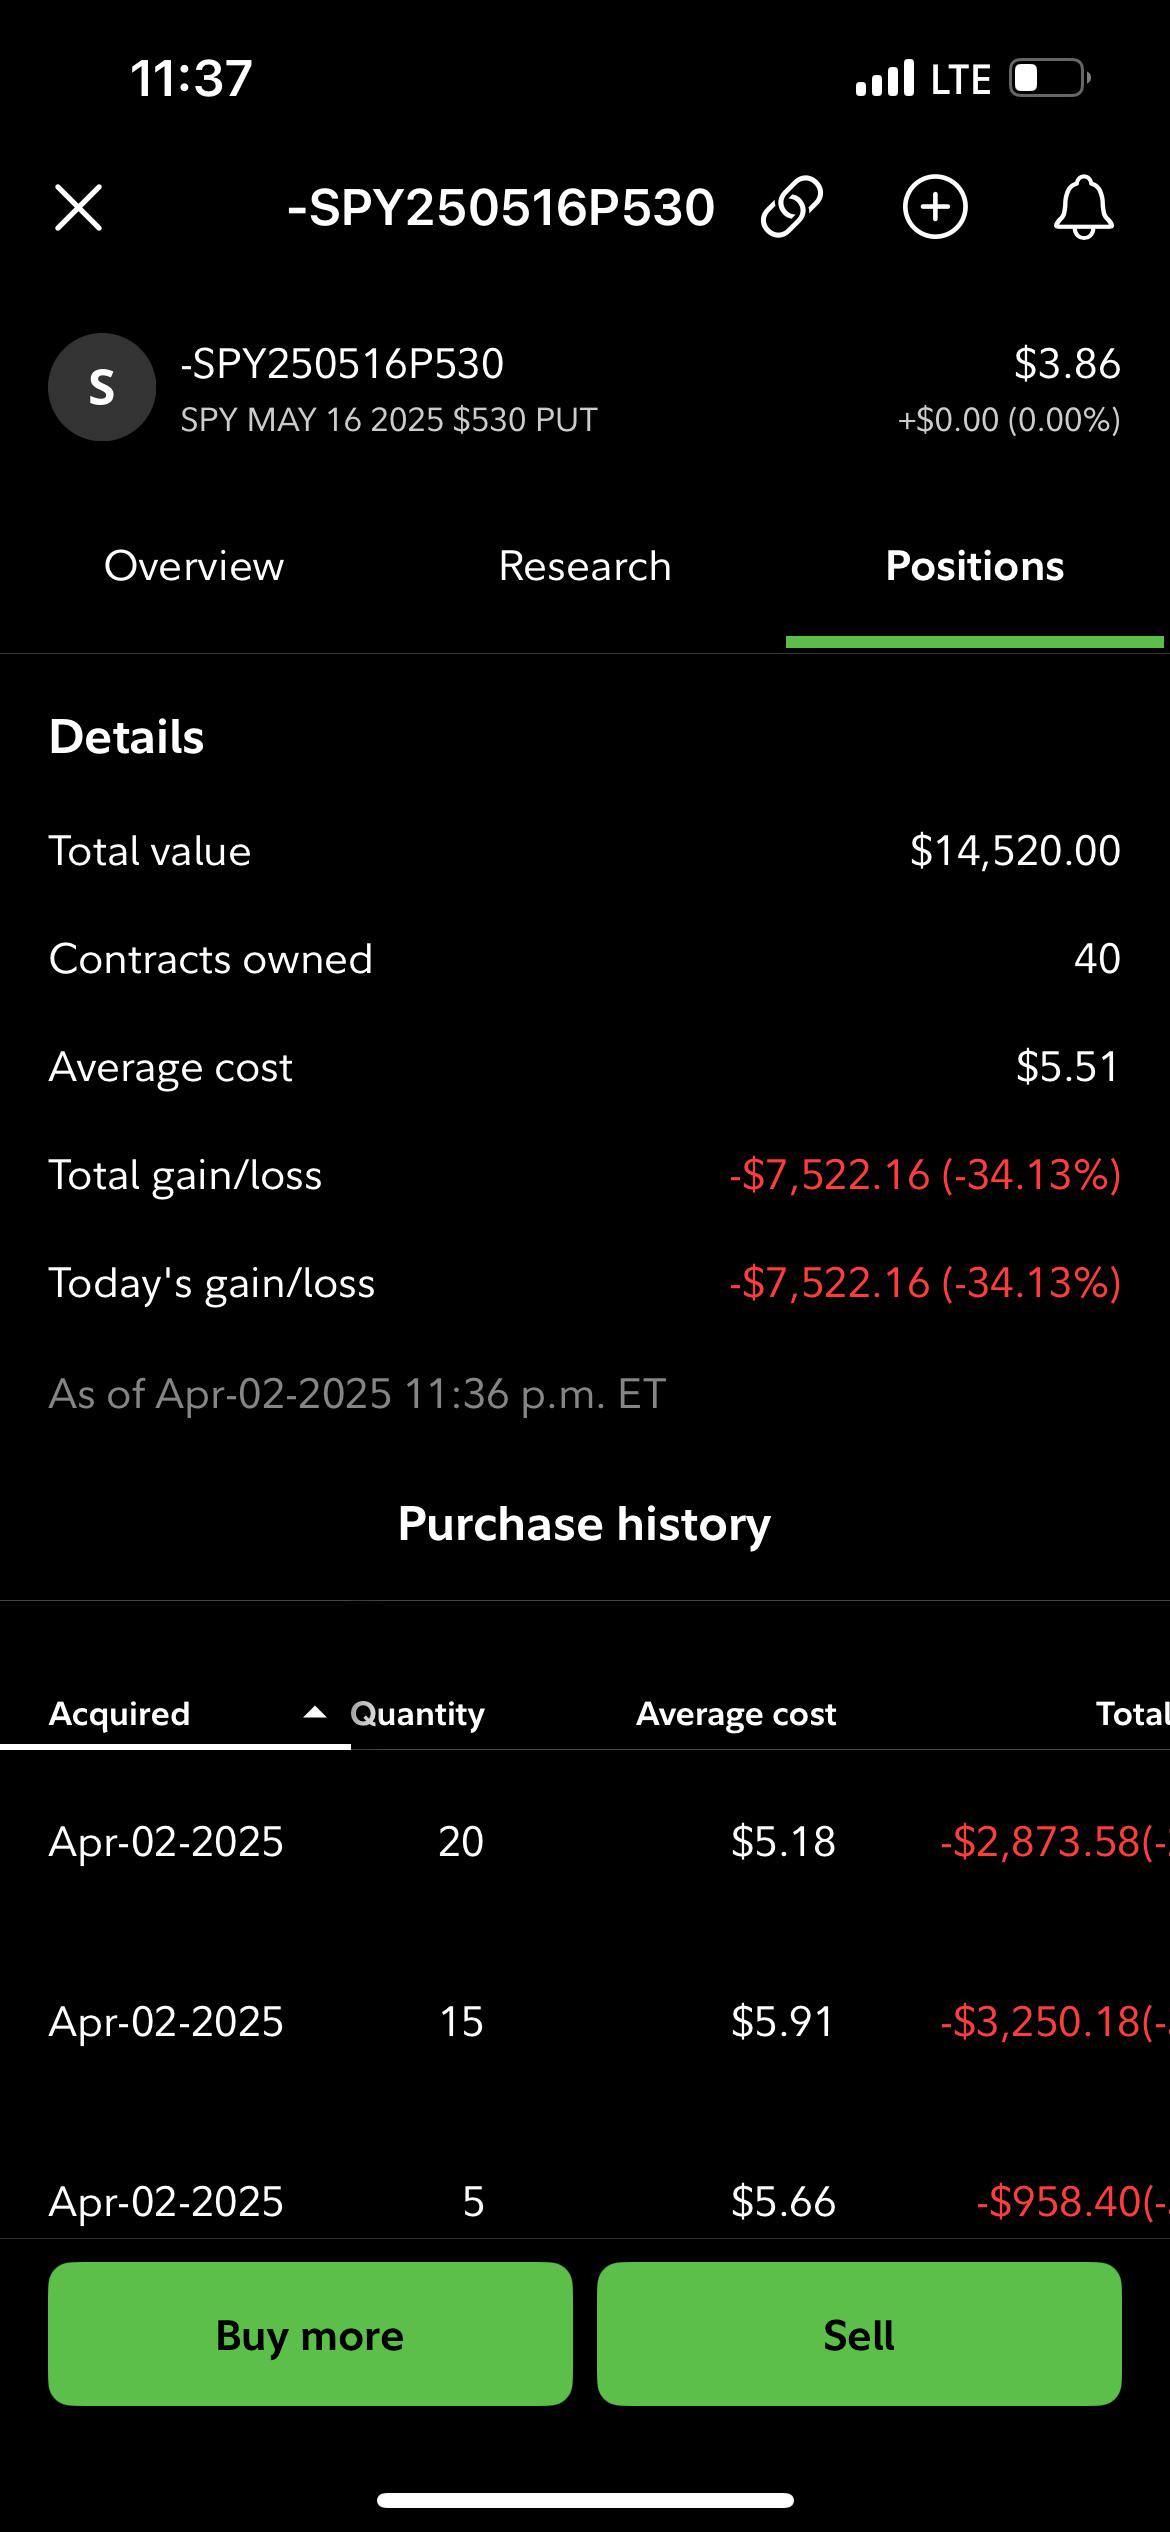 11:37 LTE
-SPY250516P530
S -SPY250516P530 $3.86
SPY MAY 16 2025 $530 PUT +$0.00 (0.00%)
Overview Research Positions
Details
Total value $14,520.00
Contracts owned 40
Average cost $5.51
Total gain/loss -$7,522.16 (-34.13%)
Today's gain/loss -$7,522.16 (-34.13%)
As of Apr-02-2025 11:36 p.m. ET
Purchase history
Acquired Quantity Average cost Total
Apr-02-2025 20 $5.18 -$2,873.58(-
Apr-02-2025 15 $5.91 -$3,250.18(-
Apr-02-2025 5 $5.66 -$958.40(-
Buy more Sell